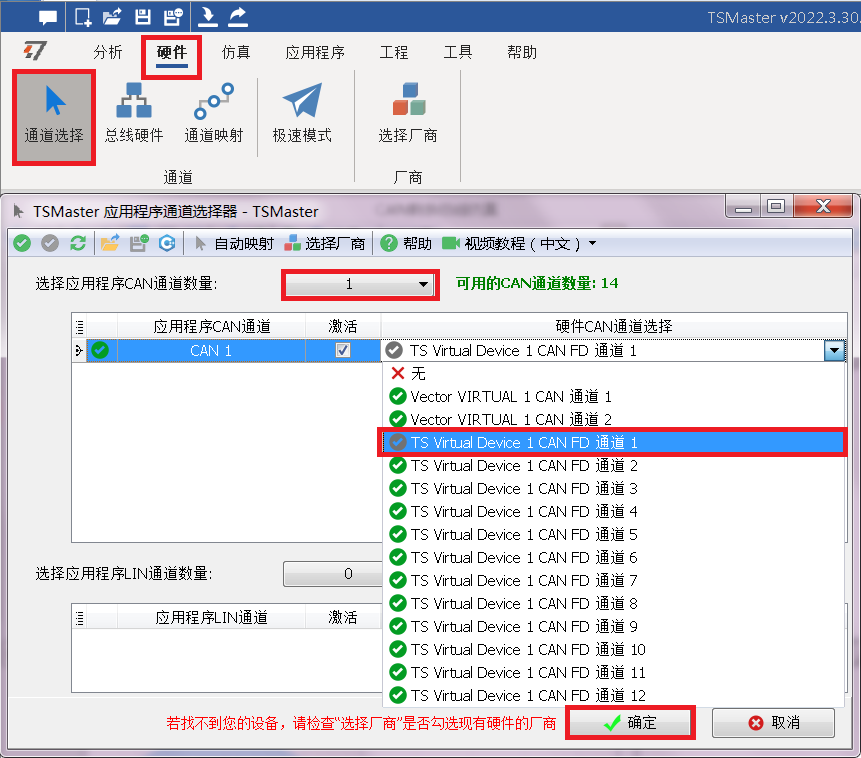 TSMaster v2022.3.30.
分析 硬件 仿真 应用程序 工程 工具 帮助
通道选择 总线硬件 通道映射 极速模式 选择厂商
通道 厂商
TSMaster 应用程序通道选择器 - TSMaster
自动映射 选择厂商 帮助 视频教程（中文）
选择应用程序CAN通道数量: 1 可用的CAN通道数量: 14
应用程序CAN通道 激活 硬件CAN通道选择
CAN 1 TS Virtual Device 1 CAN FD 通道 1
无
Vector VIRTUAL 1 CAN 通道 1
Vector VIRTUAL 1 CAN 通道 2
TS Virtual Device 1 CAN FD 通道 1
TS Virtual Device 1 CAN FD 通道 2
TS Virtual Device 1 CAN FD 通道 3
TS Virtual Device 1 CAN FD 通道 4
TS Virtual Device 1 CAN FD 通道 5
TS Virtual Device 1 CAN FD 通道 6
TS Virtual Device 1 CAN FD 通道 7
TS Virtual Device 1 CAN FD 通道 8
TS Virtual Device 1 CAN FD 通道 9
TS Virtual Device 1 CAN FD 通道 10
TS Virtual Device 1 CAN FD 通道 11
TS Virtual Device 1 CAN FD 通道 12
选择应用程序LIN通道数量: 0
应用程序LIN通道 激活
若找不到您的设备，请检查“选择厂商”是否勾选现有硬件的厂商 确定 取消